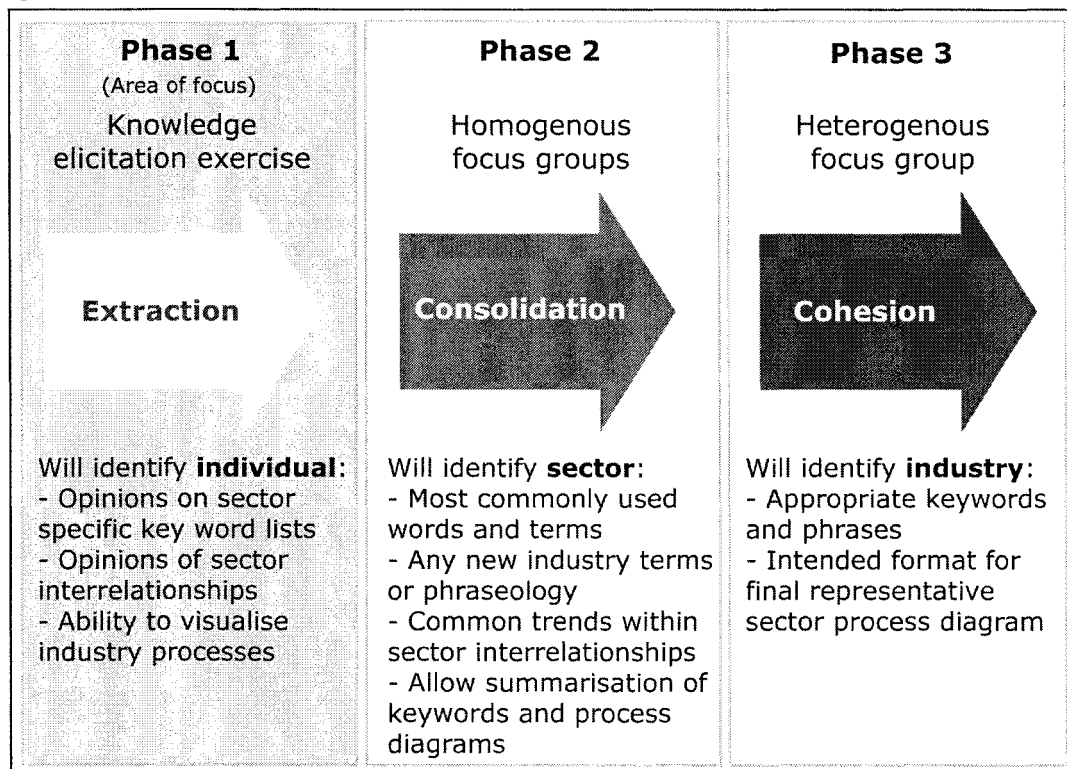 Phase 1
(Area of focus)
Knowledge
elicitation exercise
Extraction
Will identify individual:
- Opinions on sector
specific key word lists
- Opinions of sector
interrelationships
- Ability to visualise
industry processes
Phase 2
Homogenous
focus groups
Consolidation
Will identify sector:
- Most commonly used
words and terms
- Any new industry terms
or phraseology
- Common trends within
sector interrelationships
- Allow summarisation of
keywords and process
diagrams
Phase 3
Heterogenous
focus group
Cohesion
Will identify industry:
- Appropriate keywords
and phrases
- Intended format for
final representative
sector process diagram